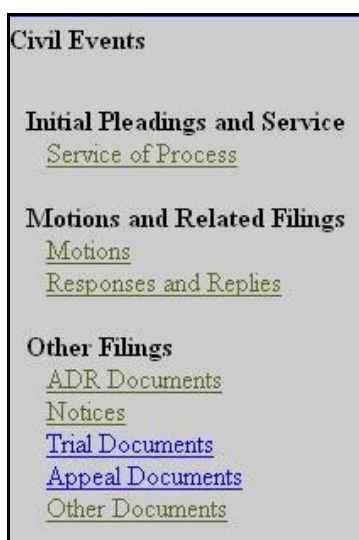 Civil Events
Initial Pleadings and Service
Service of Process
Motions and Related Filings
Motions
Responses and Replies
Other Filings
ADR Documents
Notices
Trial Documents
Appeal Documents
Other Documents